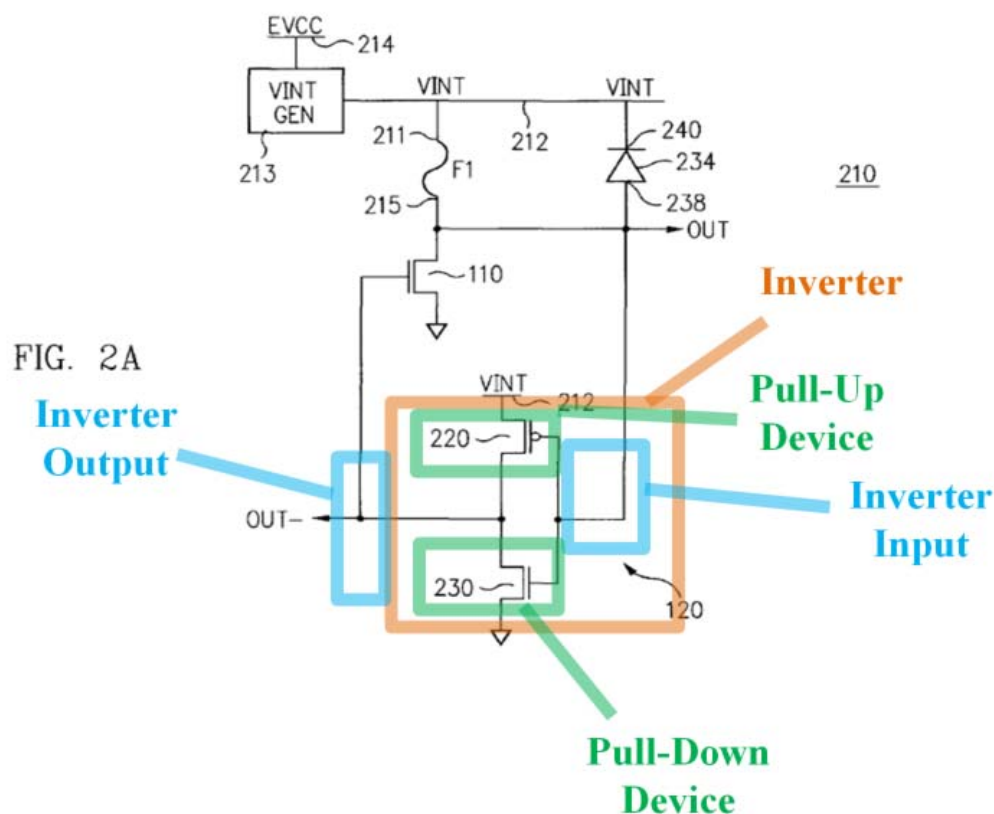 EVCC
214
VINT
GEN
213
VINT
VINT
212
211
F1
215
240
234
238
210
OUT
110
Inverter
FIG. 2A
Pull-Up
Device
Inverter
Output
VINT
212
220
Inverter
Input
OUT-
230
120
Pull-Down
Device